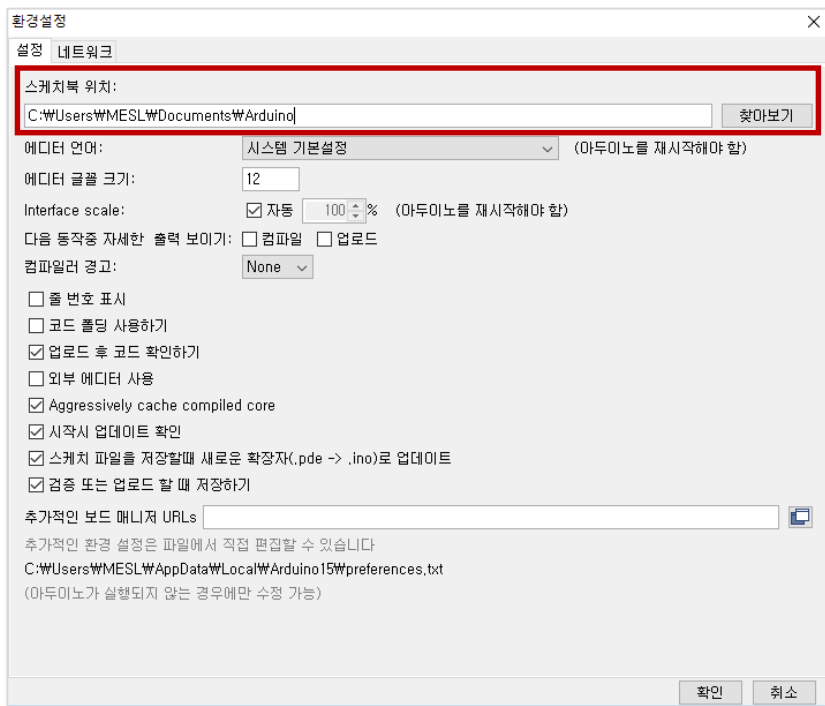 환경설정
설정 네트워크
스케치북 위치:
C:₩Users₩MESL₩Documents₩Arduino 찾아보기
에디터 언어: 시스템 기본설정 (아두이노를 재시작해야 함)
에디터 글꼴 크기: 12
Interface scale: 자동 100 % (아두이노를 재시작해야 함)
다음 동작중 자세한 출력 보이기: 컴파일 업로드
컴파일러 경고: None
줄 번호 표시
코드 폴딩 사용하기
업로드 후 코드 확인하기
외부 에디터 사용
Aggressively cache compiled core
시작시 업데이트 확인
스케치 파일을 저장할때 새로운 확장자(.pde -> .ino)로 업데이트
검증 또는 업로드 할 때 저장하기
추가적인 보드 매니저 URLs
추가적인 환경 설정은 파일에서 직접 편집할 수 있습니다
C:₩Users₩MESL₩AppData₩Local₩Arduino15₩preferences.txt
(아두이노가 실행되지 않는 경우에만 수정 가능)
확인 취소